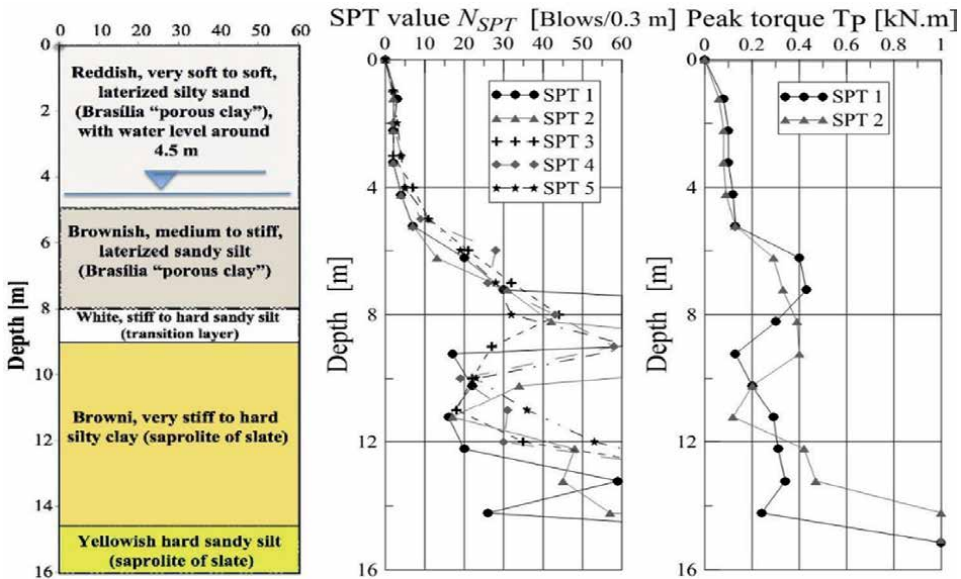 0 10 20 30 40 50 60
0
2
4
6
8
10
12
14
16
Depth [m]
Reddish, very soft to soft,
laterized silty sand
(Brasília “porous clay”),
with water level around
4.5 m
Brownish, medium to stiff,
laterized sandy silt
(Brasília “porous clay”)
White, stiff to hard sandy silt
(transition layer)
Browni, very stiff to hard
silty clay (saprolite of slate)
Yellowish hard sandy silt
(saprolite of slate)
SPT value NSPT [Blows/0.3 m]
0 10 20 30 40 50 60
0
4
8
12
16
Depth [m]
SPT 1
SPT 2
SPT 3
SPT 4
SPT 5
Peak torque TP [kN.m]
0 0.2 0.4 0.6 0.8 1
0
4
8
12
16
Depth [m]
SPT 1
SPT 2